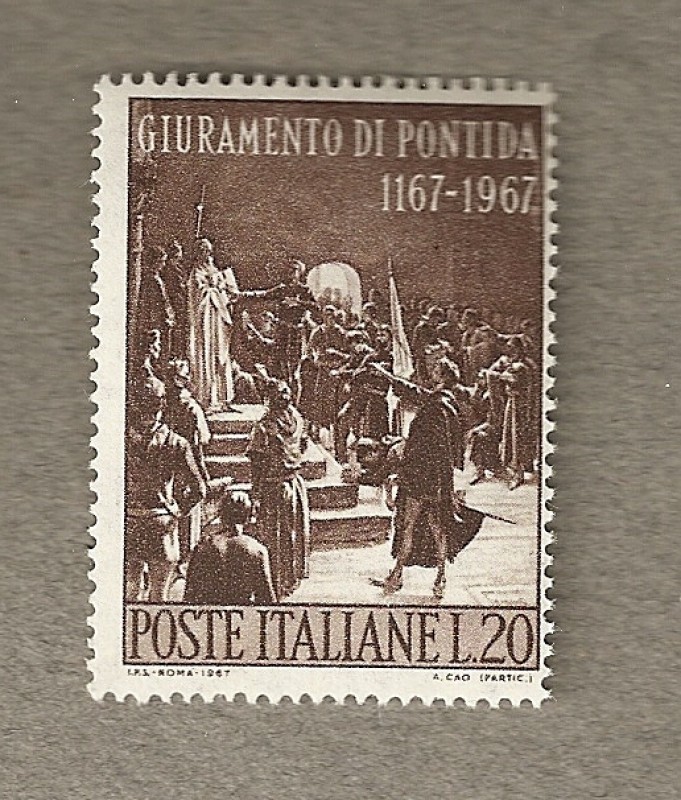 GIURAMENTO DI PONTIDA
1167-1967
POSTE ITALIANE L.20
I.P.S.-ROMA-1967
A. CAO (PARTIC.)